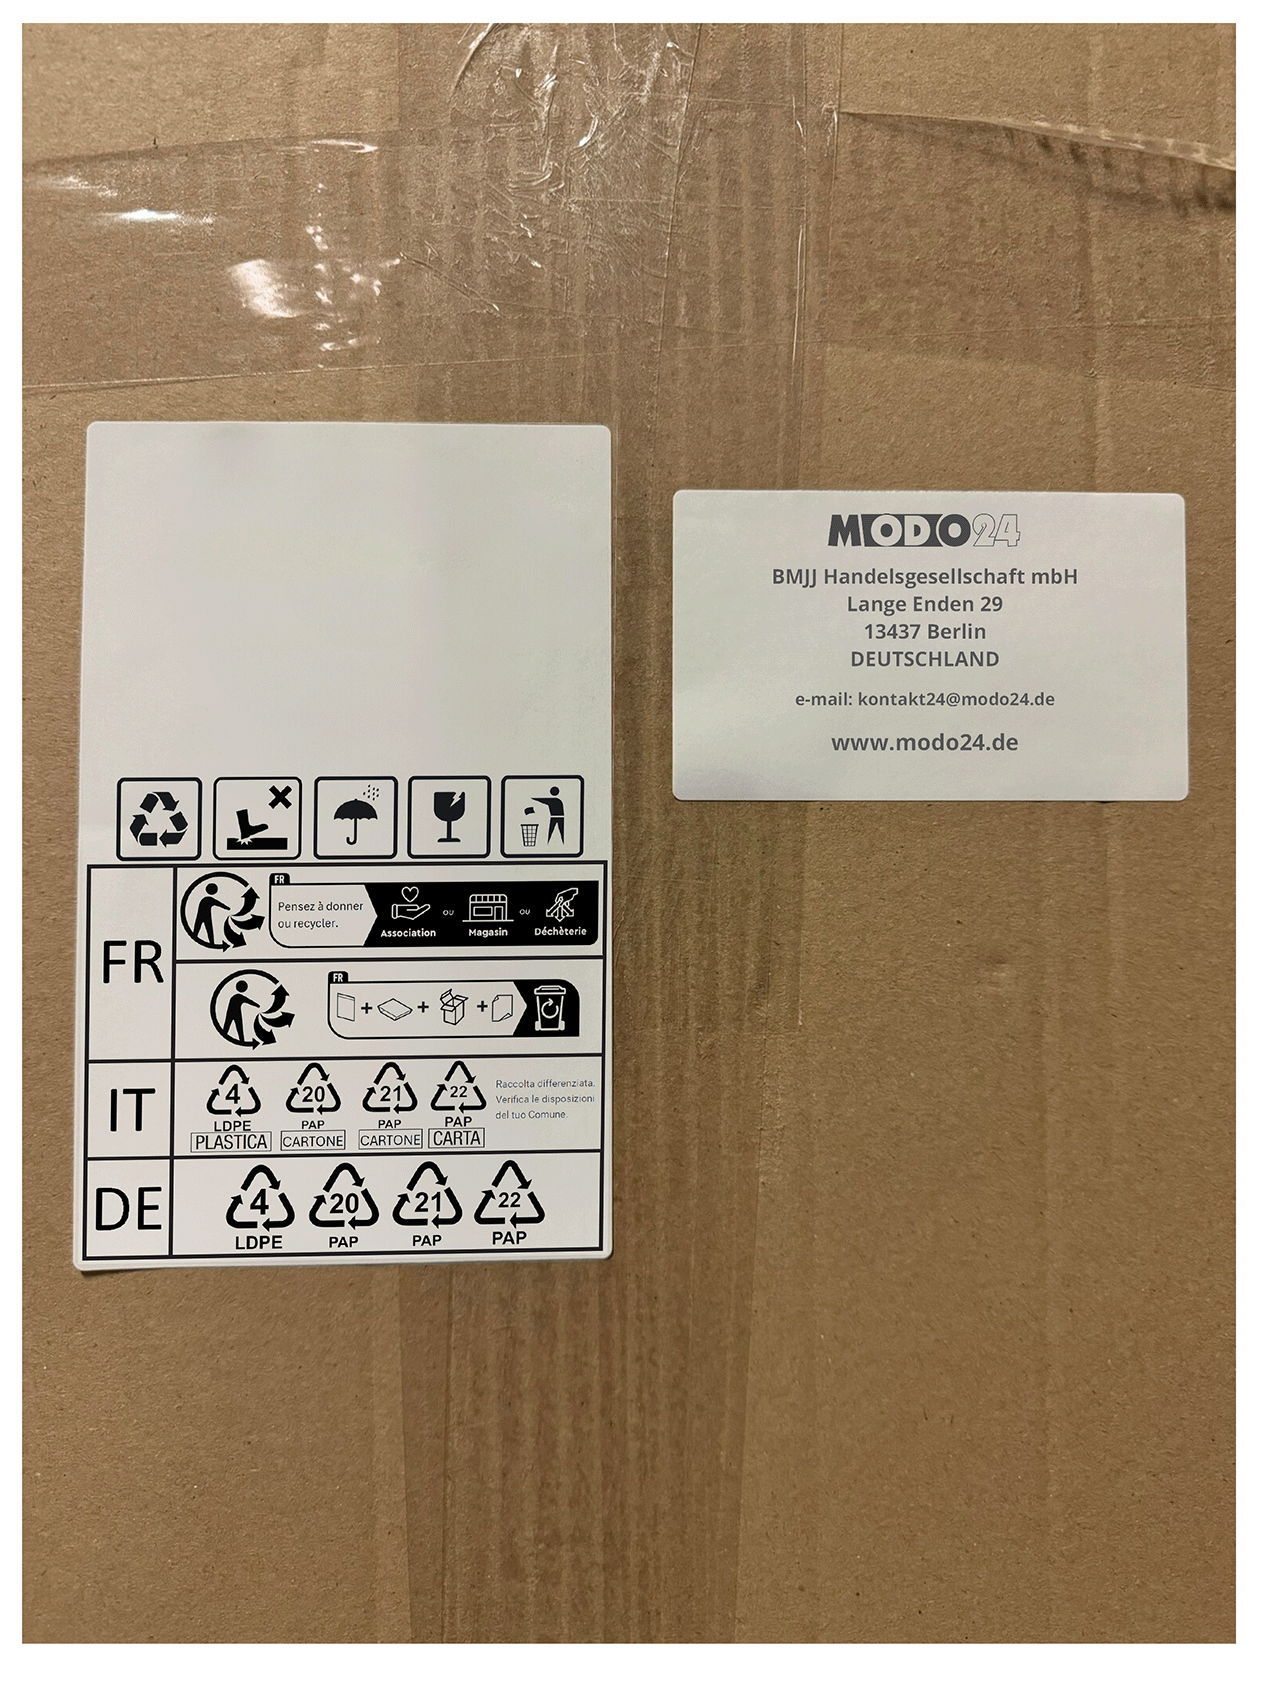 MODO24
BMJJ Handelsgesellschaft mbH
Lange Enden 29
13437 Berlin
DEUTSCHLAND
e-mail: kontakt24@modo24.de
www.modo24.de
FR
FR
Pensez à donner
ou recycler.
Association
OU
Magasin
OU
Déchèterie
FR
+ + +
IT
4 20 21 22
LDPE PAP PAP PAP
PLASTICA CARTONE CARTONE CARTA
Raccolta differenziata.
Verifica le disposizioni
del tuo Comune.
DE
4 20 21 22
LDPE PAP PAP PAP